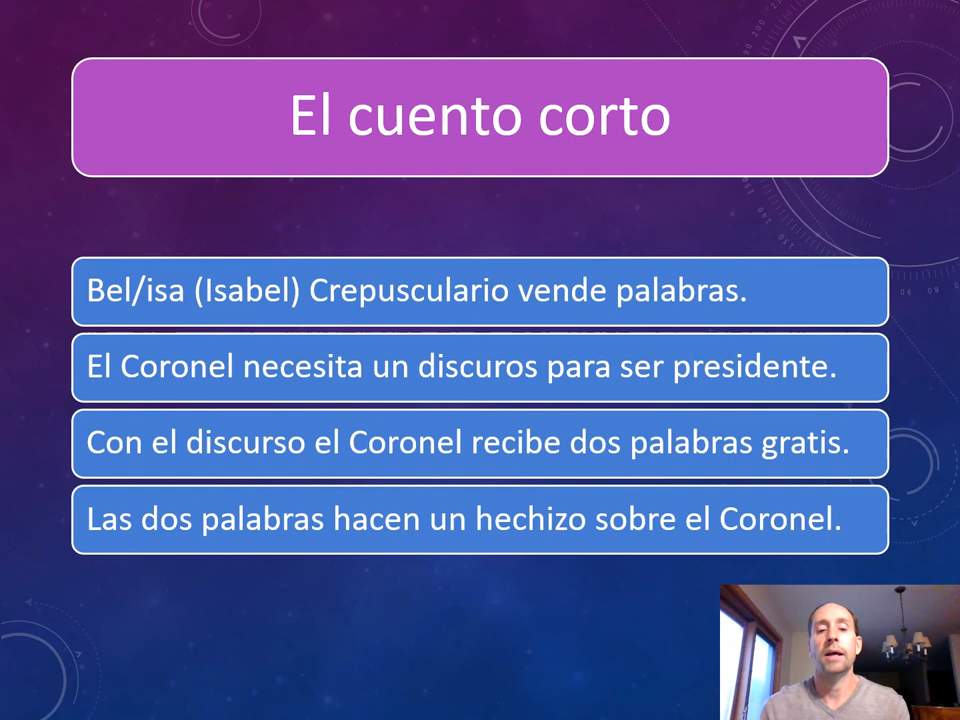 El cuento corto
Bel/isa (Isabel) Crepusculario vende palabras.
El Coronel necesita un discuros para ser presidente.
Con el discurso el Coronel recibe dos palabras gratis.
Las dos palabras hacen un hechizo sobre el Coronel.